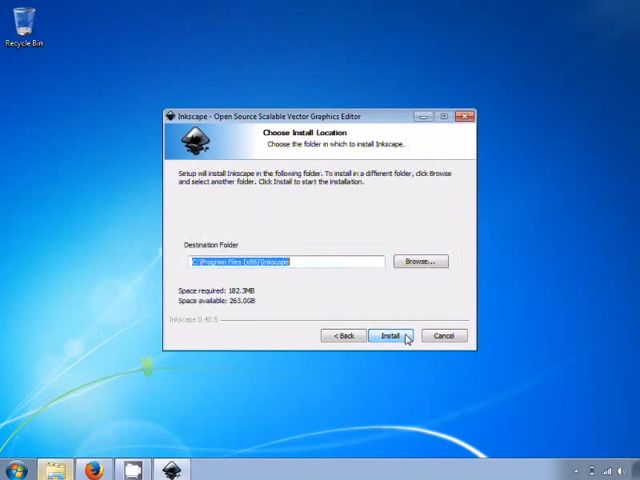 Recycle Bin
Inkscape - Open Source Scalable Vector Graphics Editor
Choose Install Location
Choose the folder in which to install Inkscape.
Setup will install Inkscape in the following folder. To install in a different folder, click Browse
and select another folder. Click Install to start the installation.
Destination Folder
C:\Program Files (x86)\Inkscape
Browse...
Space required: 182.3MB
Space available: 263.0GB
Inkscape 0.48.5
< Back
Install
Cancel